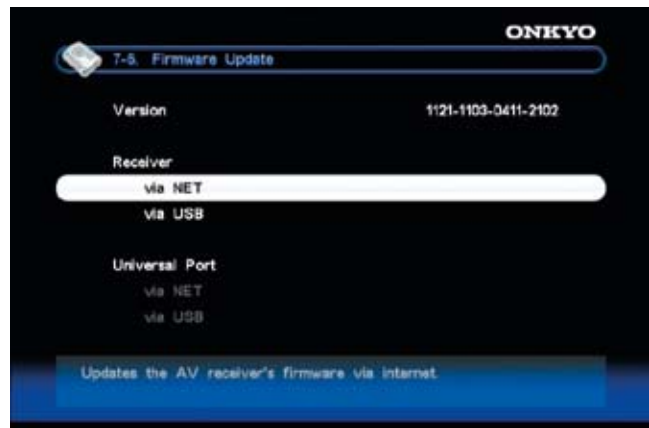 ONKYO
7-6. Firmware Update
Version 1121-1103-0411-2102
Receiver
via NET
via USB
Universal Port
via NET
via USB
Updates the AV receiver's firmware via internet